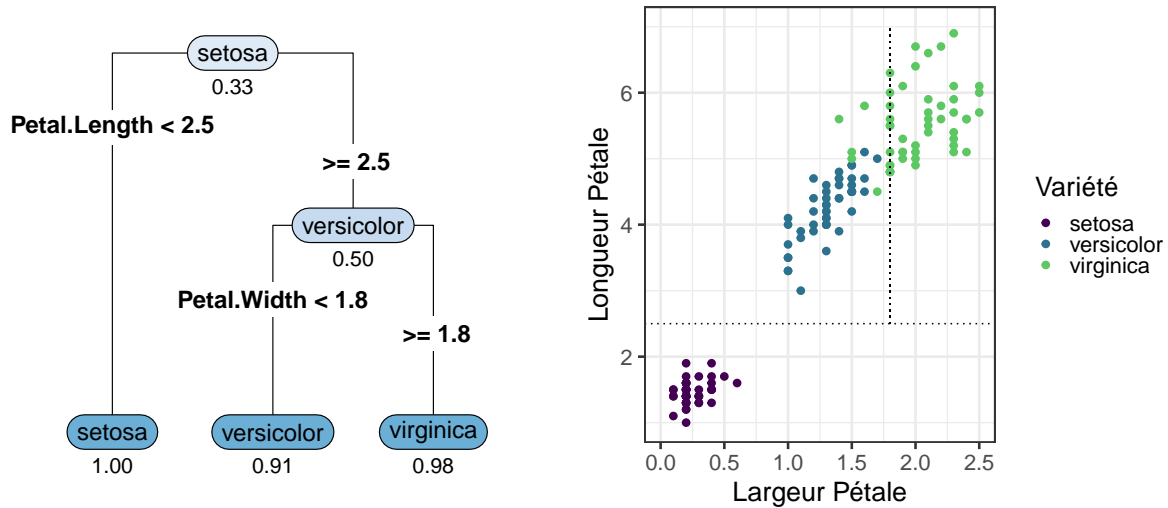 setosa
0.33
Petal.Length < 2.5
>= 2.5
versicolor
0.50
Petal.Width < 1.8
>= 1.8
setosa
versicolor
virginica
1.00
0.91
0.98
Longueur Pétale
6
4
2
0.0 0.5 1.0 1.5 2.0 2.5
Largeur Pétale
Variété
setosa
versicolor
virginica